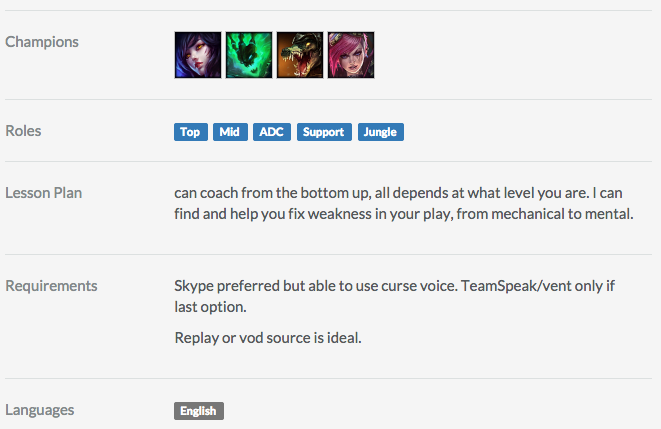 Champions
Roles
Top Mid ADC Support Jungle
Lesson Plan
can coach from the bottom up, all depends at what level you are. I can
find and help you fix weakness in your play, from mechanical to mental.
Requirements
Skype preferred but able to use curse voice. TeamSpeak/vent only if
last option.
Replay or vod source is ideal.
Languages
English